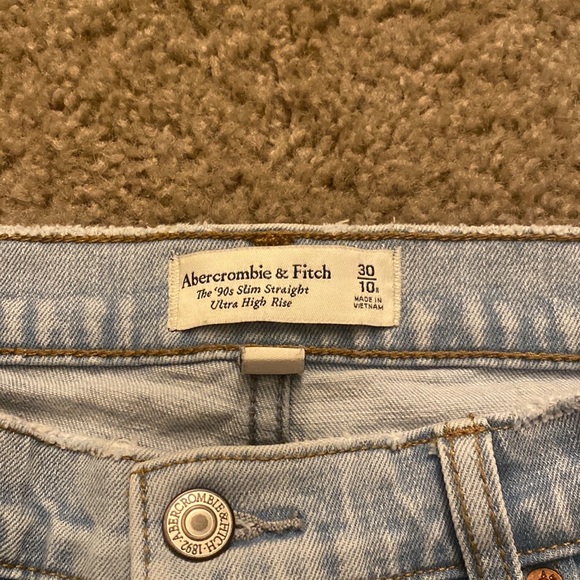 Abercrombie & Fitch
The '90s Slim Straight
Ultra High Rise
30
10R
MADE IN
VIETNAM
ABERCROMBIE & FITCH · 1892 ·